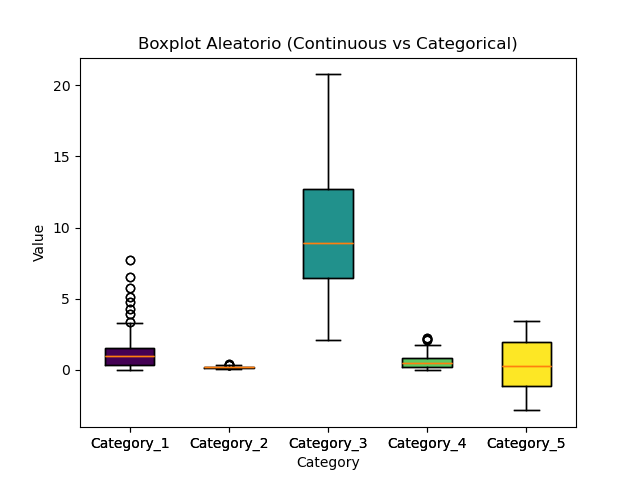 Boxplot Aleatorio (Continuous vs Categorical)
Value
20
15
10
5
0
Category_1 Category_2 Category_3 Category_4 Category_5
Category